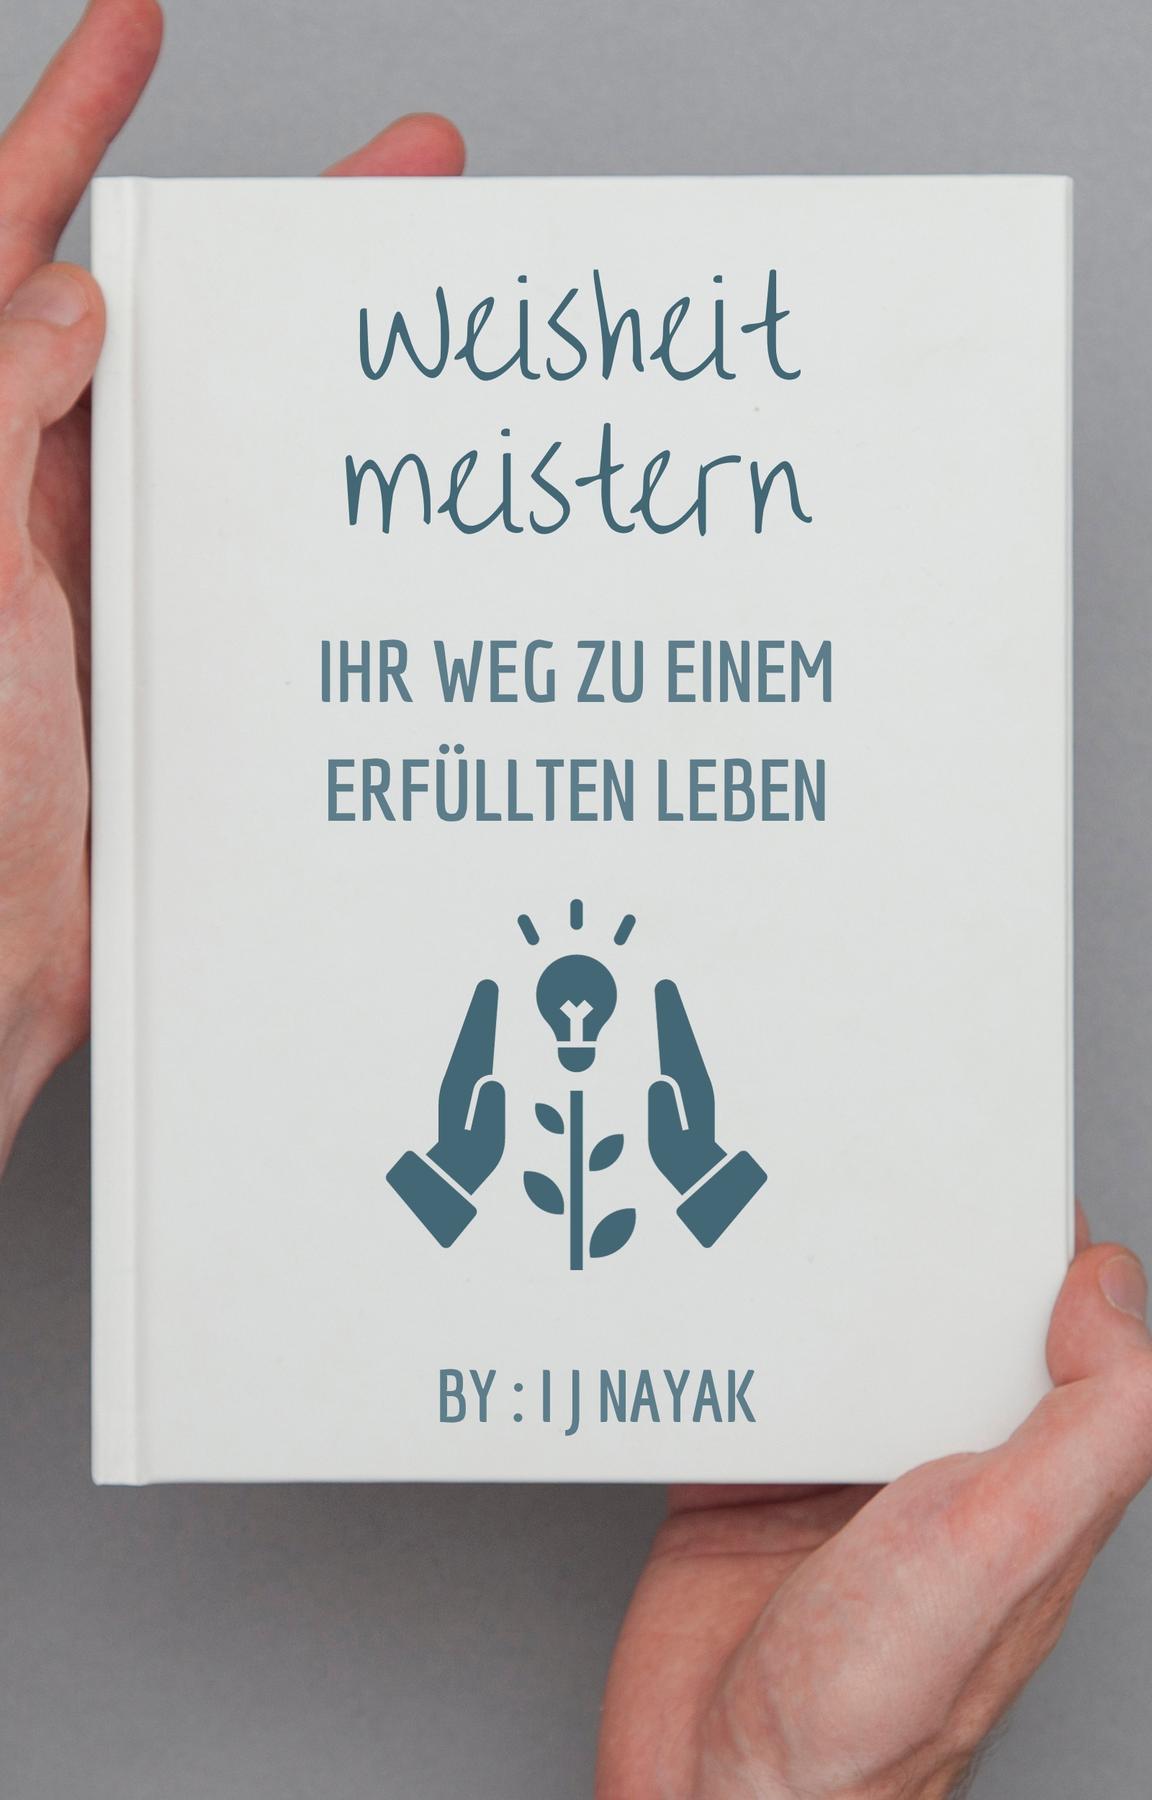 Weisheit
meistern
IHR WEG ZU EINEM
ERFÜLLTEN LEBEN
BY : I J NAYAK